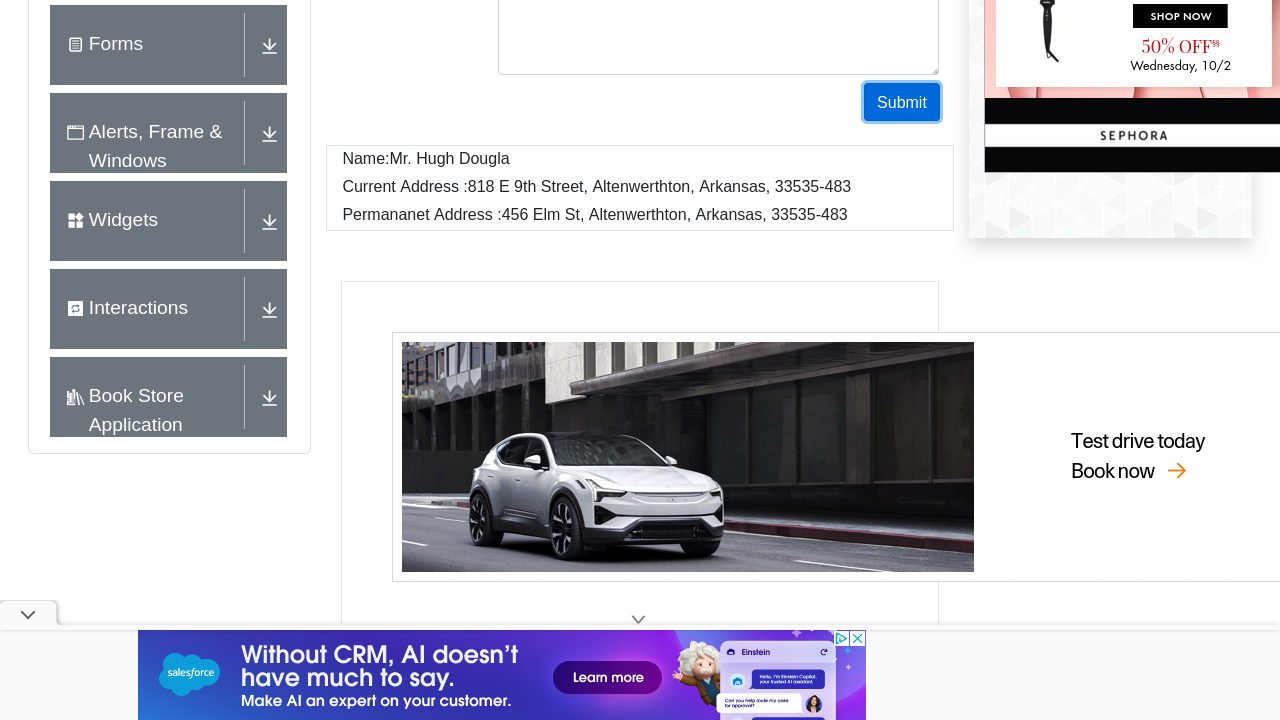 Forms
Alerts, Frame &
Windows
Widgets
Interactions
Book Store
Application
Submit
Name:Mr. Hugh Dougla
Current Address :818 E 9th Street, Altenwerthton, Arkansas, 33535-483
Permananet Address :456 Elm St, Altenwerthton, Arkansas, 33535-483
SHOP NOW
50% OFF§§
Wednesday, 10/2
SEPHORA
Test drive today
Book now
salesforce
Without CRM, AI doesn't
have much to say.
Make AI an expert on your customer.
Learn more
Einstein
Hello, I'm Einstein Copilot,
your trusted AI assistant.
Can you help route my case
for approval?